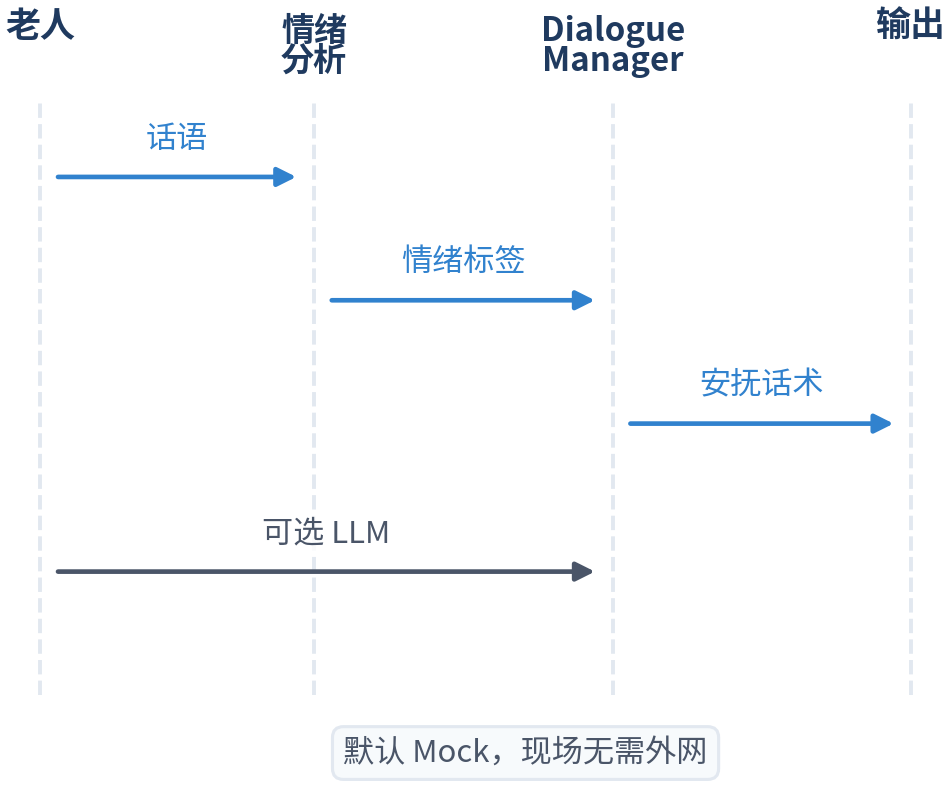 老人
情绪
分析
Dialogue
Manager
输出
话语
情绪标签
安抚话术
可选 LLM
默认 Mock，现场无需外网